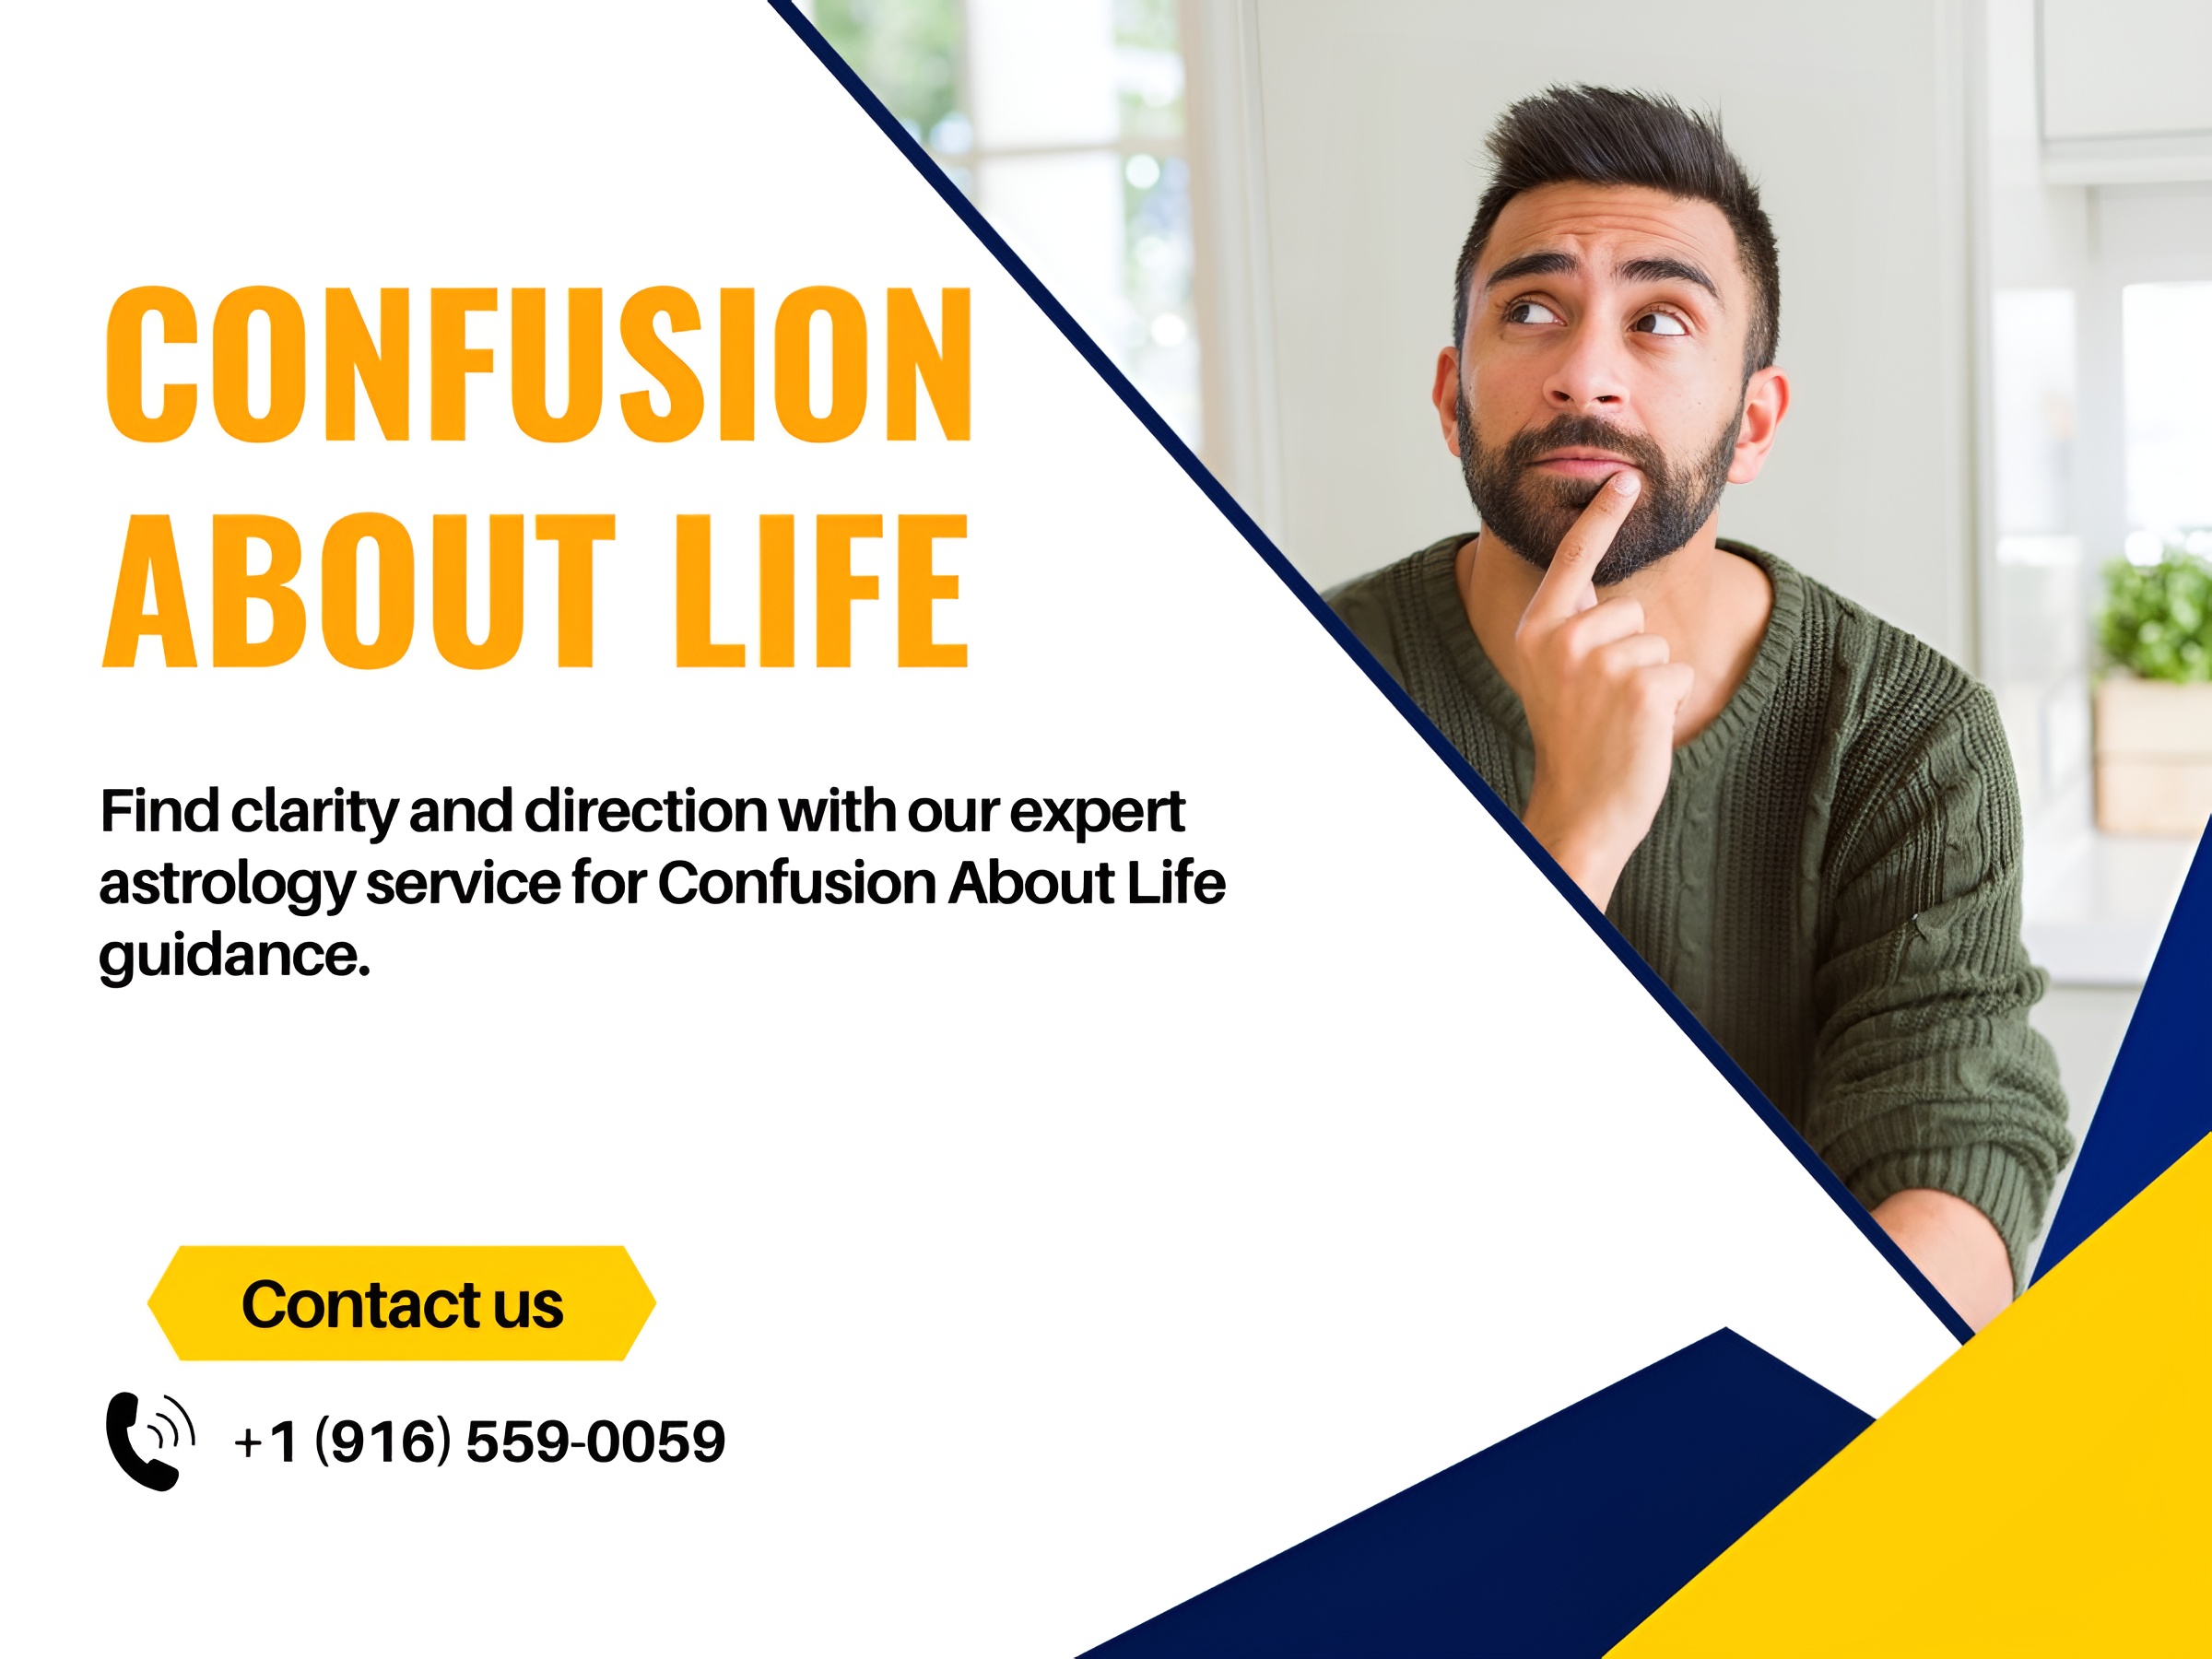 CONFUSION
ABOUT LIFE
Find clarity and direction with our expert
astrology service for Confusion About Life
guidance.
Contact us
+1 (916) 559-0059